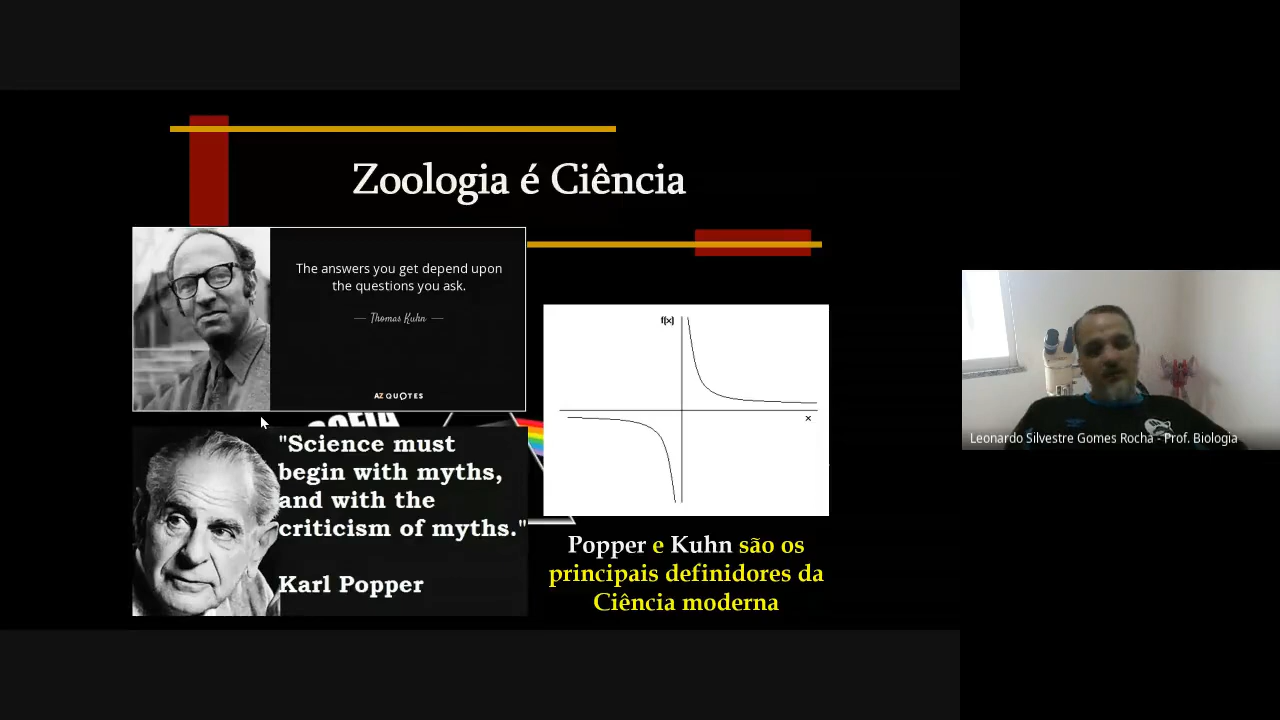 Zoologia é Ciência
The answers you get depend upon
the questions you ask.
Thomas Kuhn
AZ QUOTES
"Science must
begin with myths,
and with the
criticism of myths."
Karl Popper
f(x)
x
Popper e Kuhn são os
principais definidores da
Ciência moderna
Leonardo Silvestre Gomes Rocha - Prof. Biologia